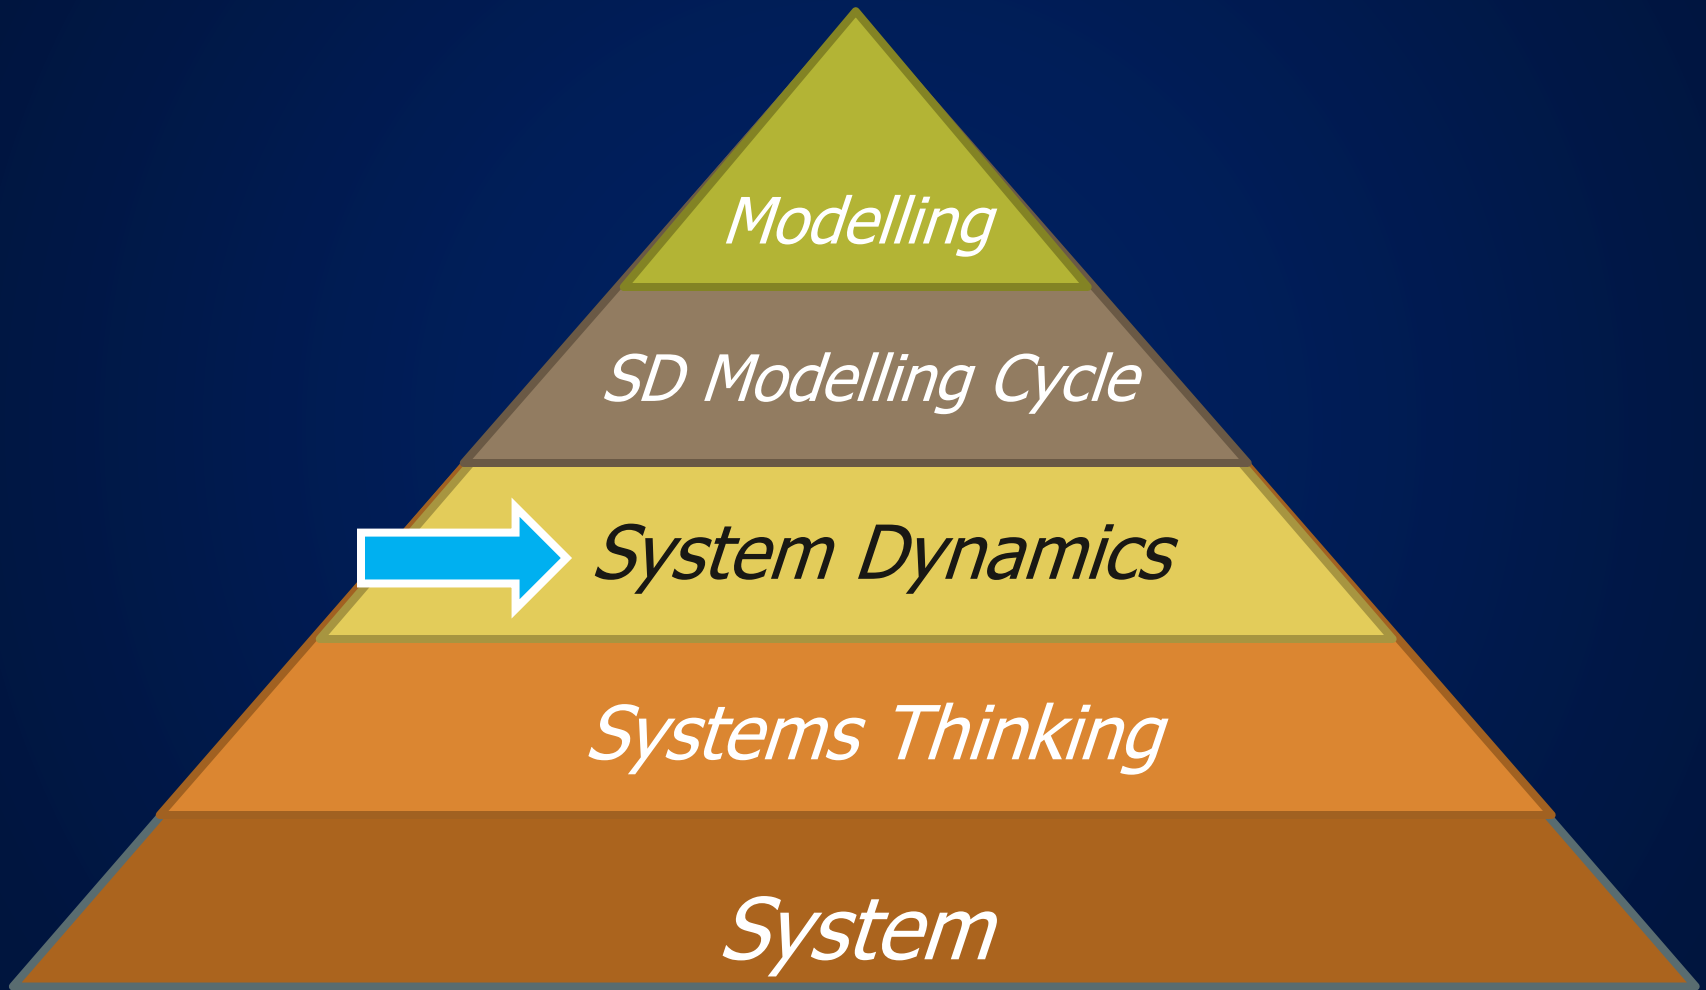 Modelling
SD Modelling Cycle
System Dynamics
Systems Thinking
System